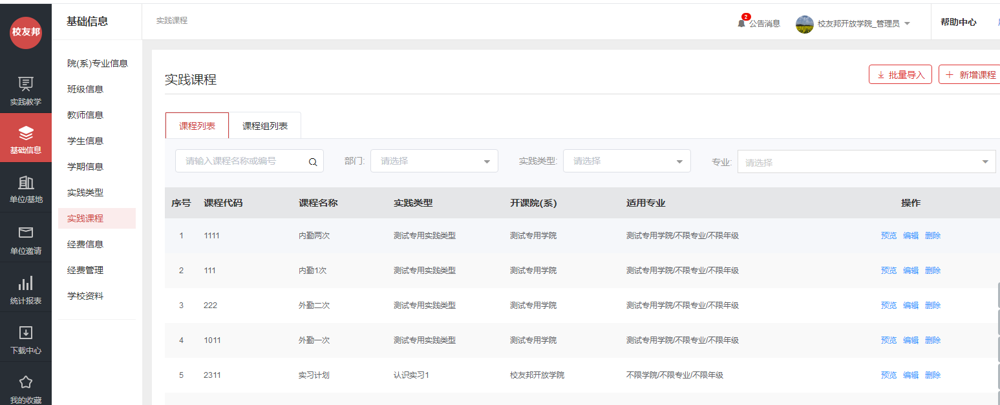 校友邦
实践教学
基础信息
单位/基地
单位邀请
统计报表
下载中心
我的收藏
基础信息
院(系)专业信息
班级信息
教师信息
学生信息
学期信息
实践类型
实践课程
经费信息
经费管理
学校资料
实践课程
2
公告消息
校友邦开放学院_管理员
帮助中心
实践课程
批量导入
新增课程
课程列表 课程组列表
请输入课程名称或编号 部门: 请选择 实践类型: 请选择 专业: 请选择
序号 课程代码 课程名称 实践类型 开课院(系) 适用专业 操作
1 1111 内勤两次 测试专用实践类型 测试专用学院 测试专用学院/不限专业/不限年级 预览 编辑 删除
2 111 内勤1次 测试专用实践类型 测试专用学院 测试专用学院/不限专业/不限年级 预览 编辑 删除
3 222 外勤二次 测试专用实践类型 测试专用学院 测试专用学院/不限专业/不限年级 预览 编辑 删除
4 1011 外勤一次 测试专用实践类型 测试专用学院 测试专用学院/不限专业/不限年级 预览 编辑 删除
5 2311 实习计划 认识实习1 校友邦开放学院 不限学院/不限专业/不限年级 预览 编辑 删除